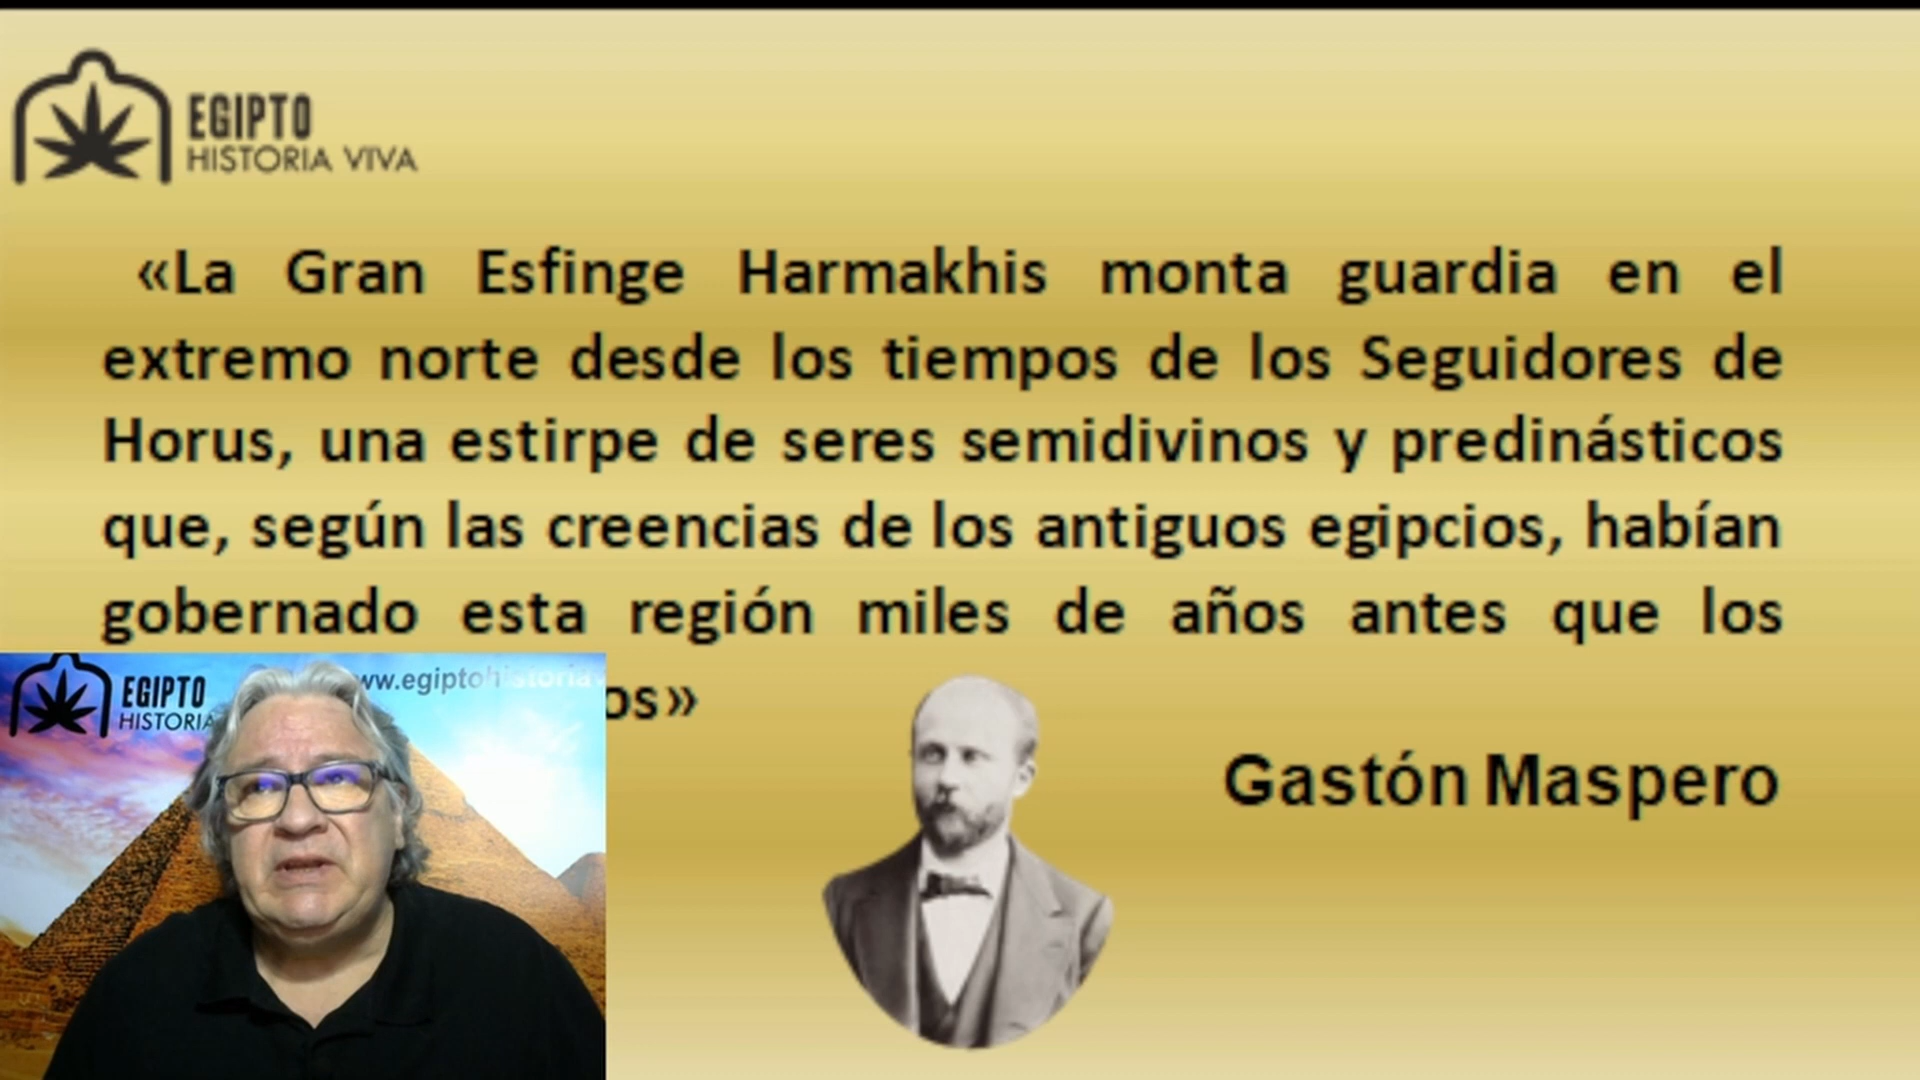 EGIPTO
HISTORIA VIVA
«La Gran Esfinge Harmakhis monta guardia en el
extremo norte desde los tiempos de los Seguidores de
Horus, una estirpe de seres semidivinos y predinásticos
que, según las creencias de los antiguos egipcios, habían
gobernado esta región miles de años antes que los
os»
Gastón Maspero
ww.egiptohistoriav
EGIPTO
HISTORIA